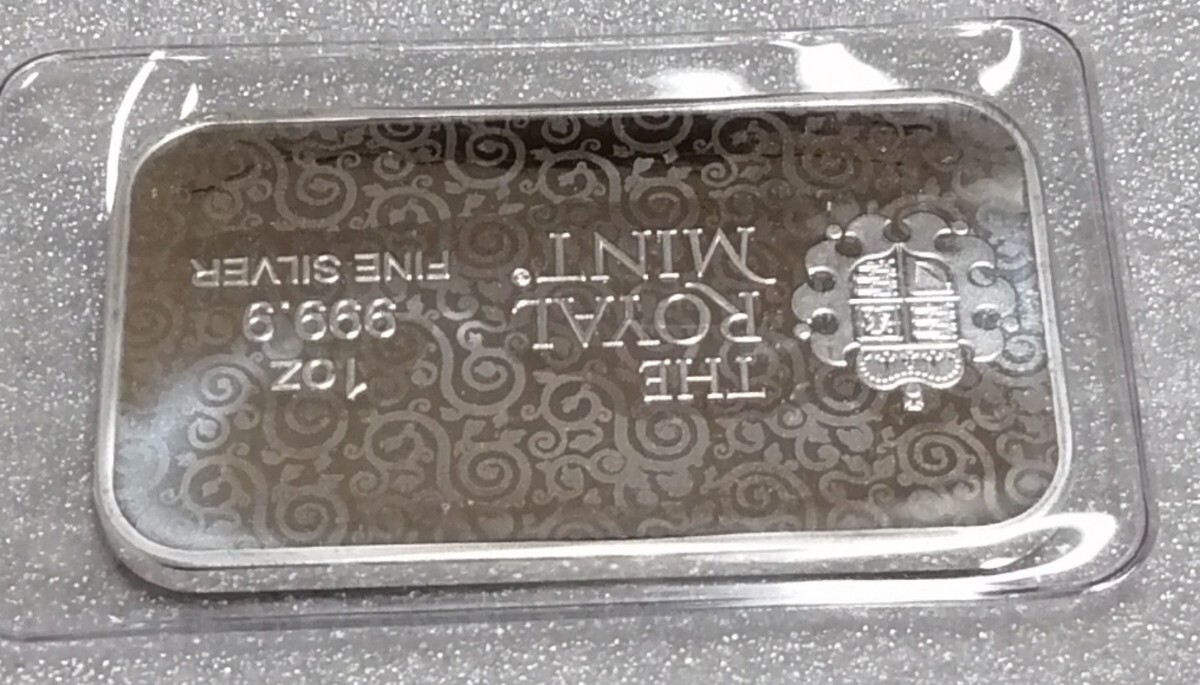 THE
ROYAL
MINT®
1oz
999.9
FINE SILVER